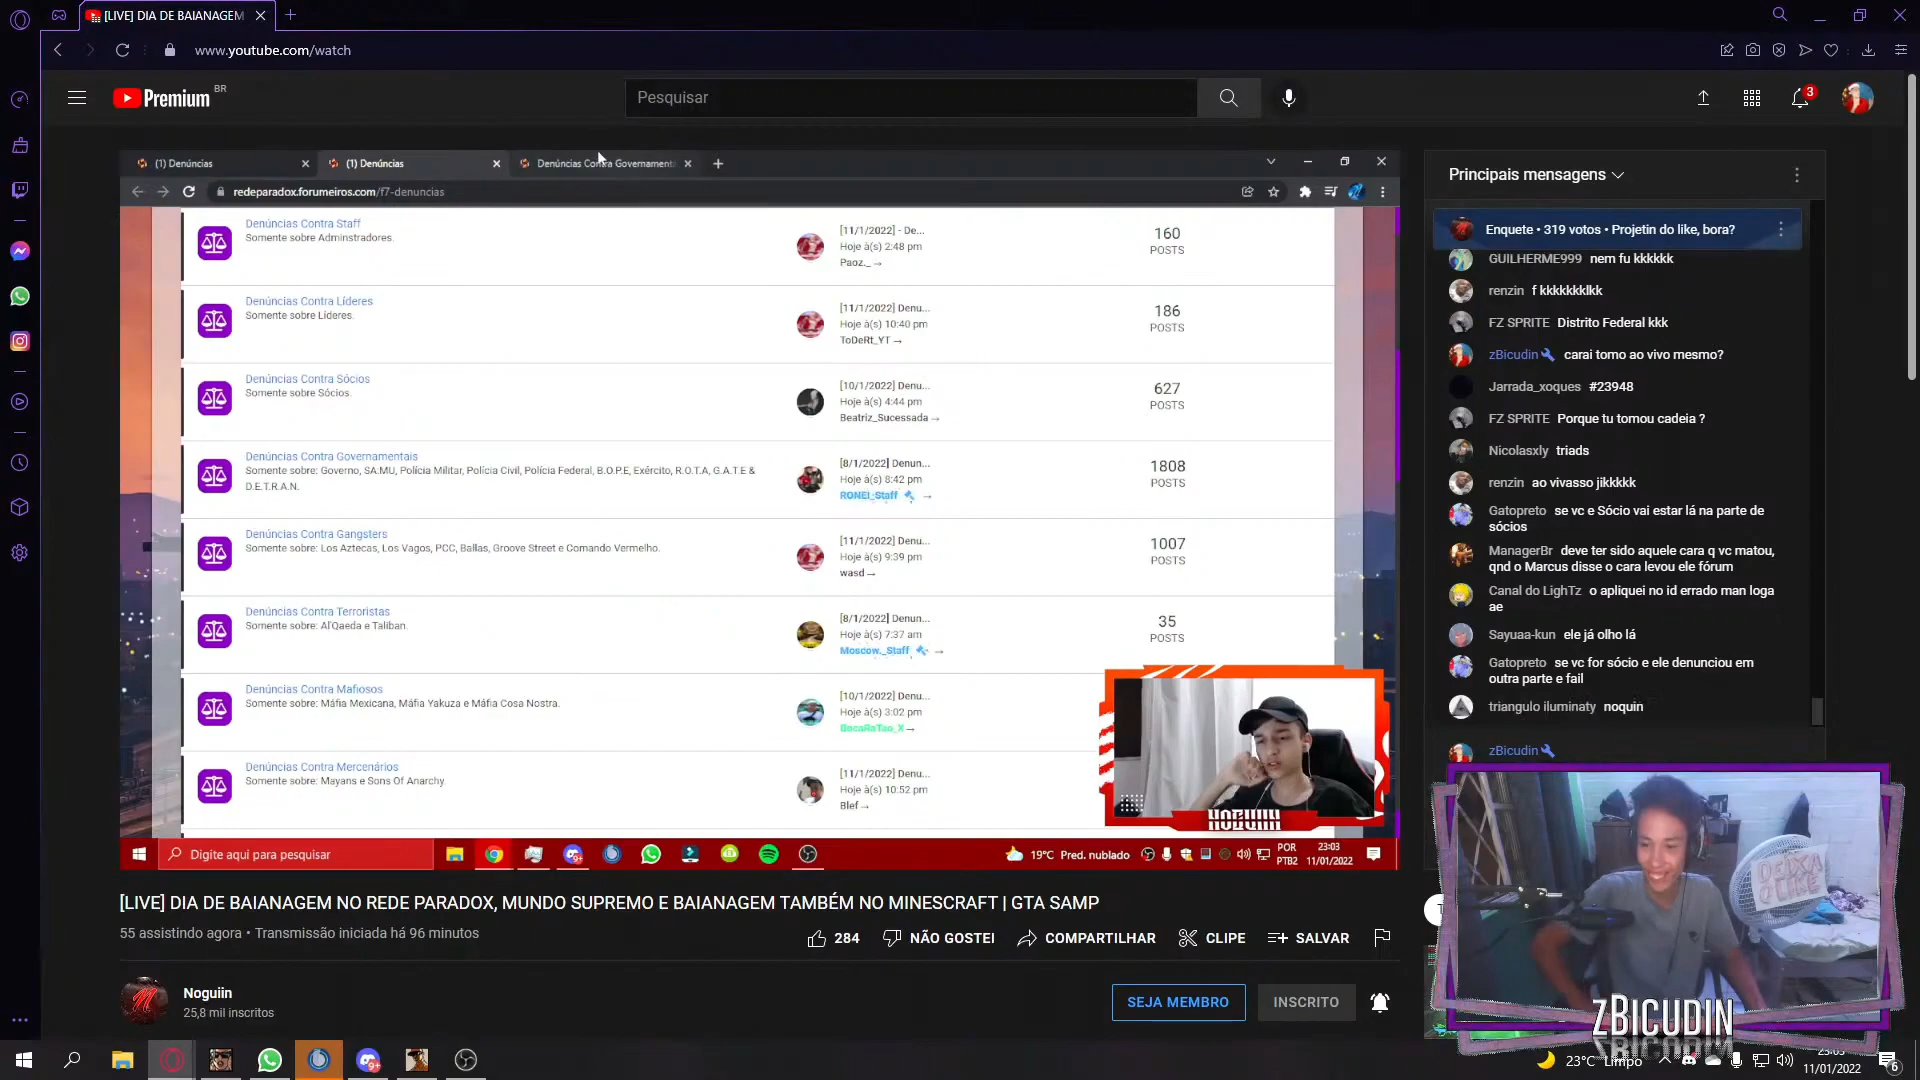 [LIVE] DIA DE BAIANAGEM
www.youtube.com/watch
Premium BR
Pesquisar
3
(1) Denúncias
(1) Denúncias
Denúncias Contra Governament
redeparadox.forumeiros.com/f7-denuncias
Denúncias Contra Staff
Somente sobre Adminstradores.
[11/1/2022] - De...
Hoje à(s) 2:48 pm
Paoz._ →
160
POSTS
Denúncias Contra Líderes
Somente sobre Líderes.
[11/1/2022] Denu...
Hoje à(s) 10:40 pm
ToDeRt_YT →
186
POSTS
Denúncias Contra Sócios
Somente sobre Sócios.
[10/1/2022] Denu...
Hoje à(s) 4:44 pm
Beatriz_Sucessada →
627
POSTS
Denúncias Contra Governamentais
Somente sobre: Governo, SA.MU, Polícia Militar, Polícia Civil, Polícia Federal, B.O.P.E, Exército, R.O.T.A, G.A.T.E &
D.E.T.R.A.N.
[8/1/2022] Denun...
Hoje à(s) 8:42 pm
RONEI_Staff →
1808
POSTS
Denúncias Contra Gangsters
Somente sobre: Los Aztecas, Los Vagos, PCC, Ballas, Groove Street e Comando Vermelho.
[11/1/2022] Denu...
Hoje à(s) 9:39 pm
wasd →
1007
POSTS
Denúncias Contra Terroristas
Somente sobre: Al'Qaeda e Taliban.
[8/1/2022] Denun...
Hoje à(s) 7:37 am
Moscow._Staff →
35
POSTS
Denúncias Contra Mafiosos
Somente sobre: Máfia Mexicana, Máfia Yakuza e Máfia Cosa Nostra.
[10/1/2022] Denu...
Hoje à(s) 3:02 pm
Denúncias Contra Mercenários
Somente sobre: Mayans e Sons Of Anarchy.
[11/1/2022] Denu...
Hoje à(s) 10:52 pm
Blef →
NOGUIIN
Digite aqui para pesquisar
19°C Pred. nublado
POR
PTB2
23:03
11/01/2022
Principais mensagens
Enquete • 319 votos • Projetin do like, bora?
GUILHERME999 nem fu kkkkkk
renzin f kkkkkkklkk
FZ SPRITE Distrito Federal kkk
zBicudin carai tomo ao vivo mesmo?
Jarrada_xoques #23948
FZ SPRITE Porque tu tomou cadeia ?
Nicolasxly triads
renzin ao vivasso jikkkkk
Gatopreto se vc e Sócio vai estar lá na parte de
sócios
ManagerBr deve ter sido aquele cara q vc matou,
qnd o Marcus disse o cara levou ele fórum
Canal do LighTz o apliquei no id errado man loga
ae
Sayuaa-kun ele já olho lá
Gatopreto se vc for sócio e ele denunciou em
outra parte e fail
triangulo iluminaty noquin
zBicudin
DEIXA
O LIKE
zBICUDIN
[LIVE] DIA DE BAIANAGEM NO REDE PARADOX, MUNDO SUPREMO E BAIANAGEM TAMBÉM NO MINESCRAFT | GTA SAMP
55 assistindo agora • Transmissão iniciada há 96 minutos
284
NÃO GOSTEI
COMPARTILHAR
CLIPE
SALVAR
Noguiin
25,8 mil inscritos
SEJA MEMBRO
INSCRITO
23°C Limpo
11/01/2022
6